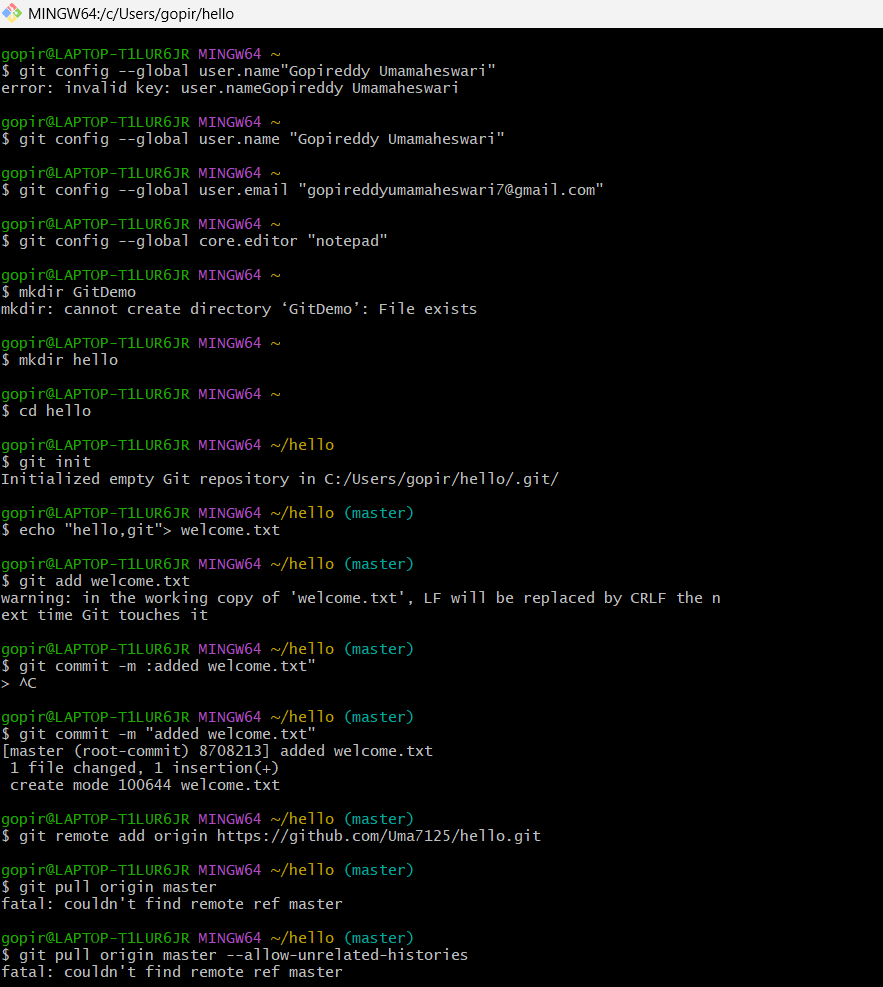 MINGW64:/c/Users/gopir/hello
gopir@LAPTOP-T1LUR6JR MINGW64 ~
$ git config --global user.name"Gopireddy Umamaheswari"
error: invalid key: user.nameGopireddy Umamaheswari
gopir@LAPTOP-T1LUR6JR MINGW64 ~
$ git config --global user.name "Gopireddy Umamaheswari"
gopir@LAPTOP-T1LUR6JR MINGW64 ~
$ git config --global user.email "gopireddyumamaheswari7@gmail.com"
gopir@LAPTOP-T1LUR6JR MINGW64 ~
$ git config --global core.editor "notepad"
gopir@LAPTOP-T1LUR6JR MINGW64 ~
$ mkdir GitDemo
mkdir: cannot create directory ‘GitDemo’: File exists
gopir@LAPTOP-T1LUR6JR MINGW64 ~
$ mkdir hello
gopir@LAPTOP-T1LUR6JR MINGW64 ~
$ cd hello
gopir@LAPTOP-T1LUR6JR MINGW64 ~/hello
$ git init
Initialized empty Git repository in C:/Users/gopir/hello/.git/
gopir@LAPTOP-T1LUR6JR MINGW64 ~/hello (master)
$ echo "hello,git"> welcome.txt
gopir@LAPTOP-T1LUR6JR MINGW64 ~/hello (master)
$ git add welcome.txt
warning: in the working copy of 'welcome.txt', LF will be replaced by CRLF the n
ext time Git touches it
gopir@LAPTOP-T1LUR6JR MINGW64 ~/hello (master)
$ git commit -m :added welcome.txt"
> ^C
gopir@LAPTOP-T1LUR6JR MINGW64 ~/hello (master)
$ git commit -m "added welcome.txt"
[master (root-commit) 8708213] added welcome.txt
 1 file changed, 1 insertion(+)
 create mode 100644 welcome.txt
gopir@LAPTOP-T1LUR6JR MINGW64 ~/hello (master)
$ git remote add origin https://github.com/Uma7125/hello.git
gopir@LAPTOP-T1LUR6JR MINGW64 ~/hello (master)
$ git pull origin master
fatal: couldn't find remote ref master
gopir@LAPTOP-T1LUR6JR MINGW64 ~/hello (master)
$ git pull origin master --allow-unrelated-histories
fatal: couldn't find remote ref master